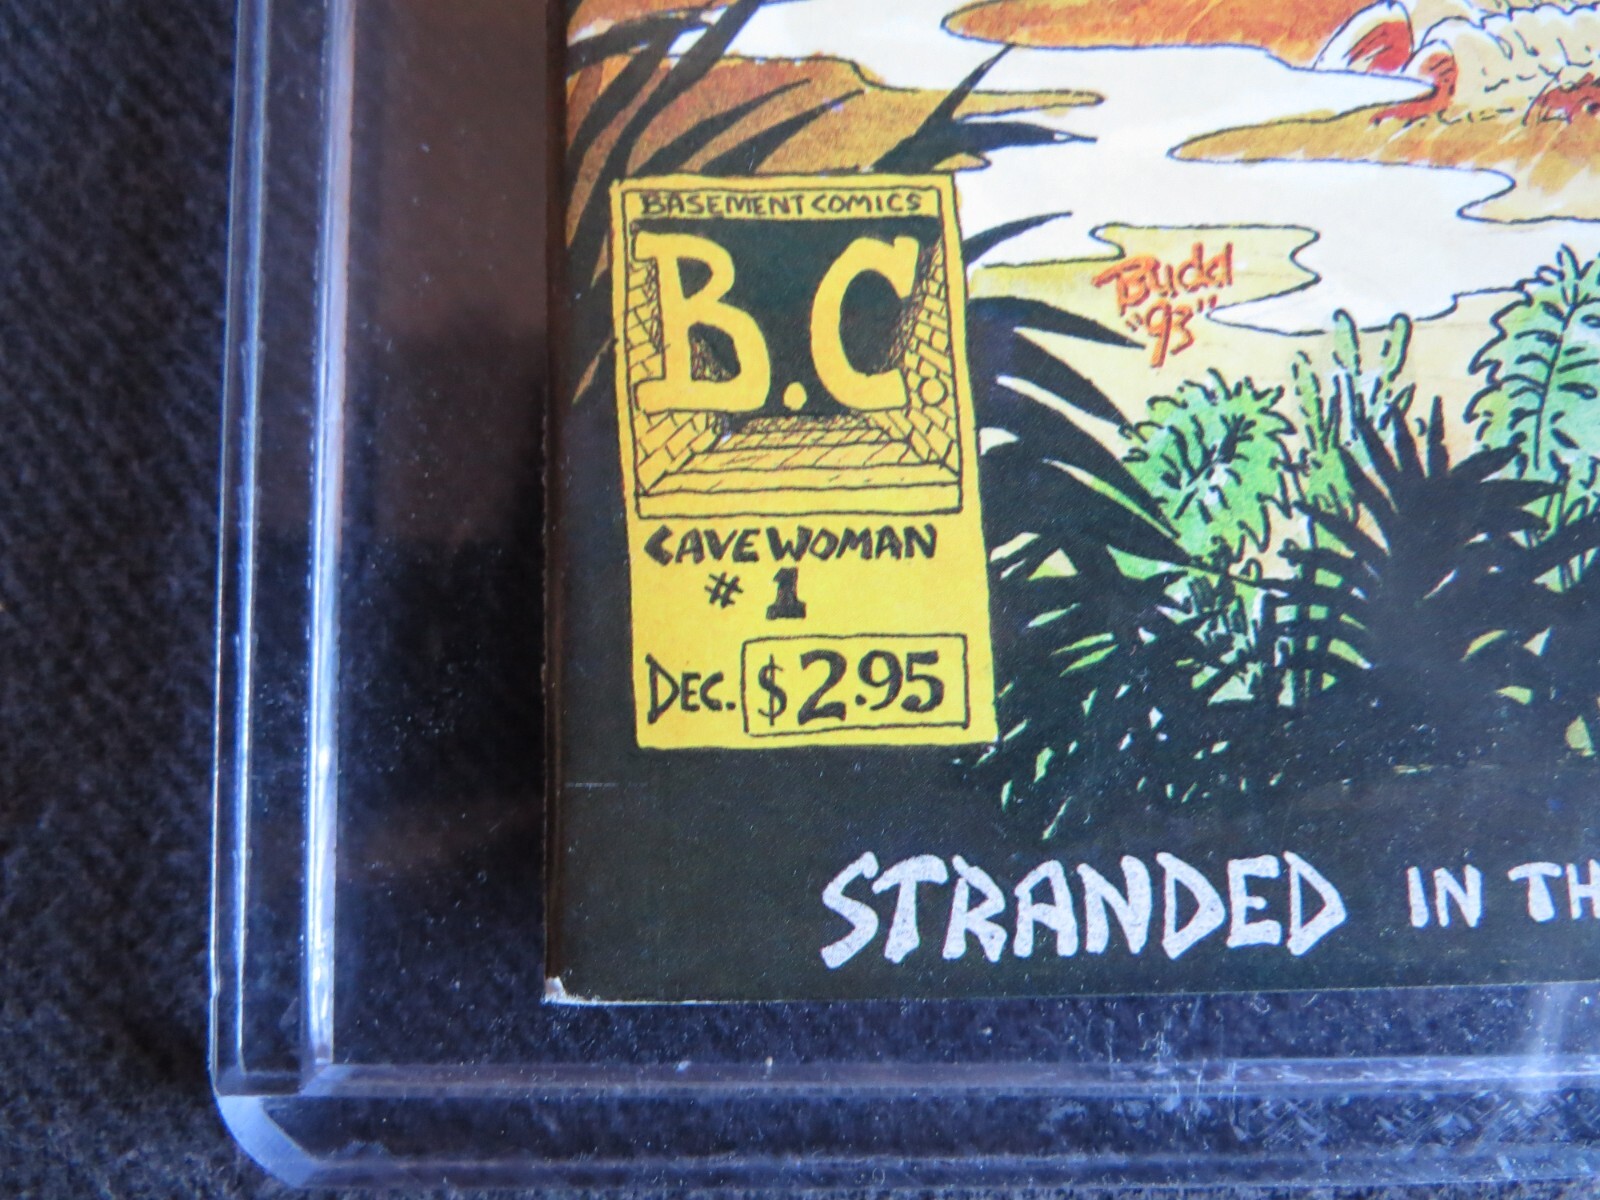 BASEMENT COMICS
B.C
Budd
"93"
CAVEWOMAN
# 1
DEC. $2.95
STRANDED IN TH